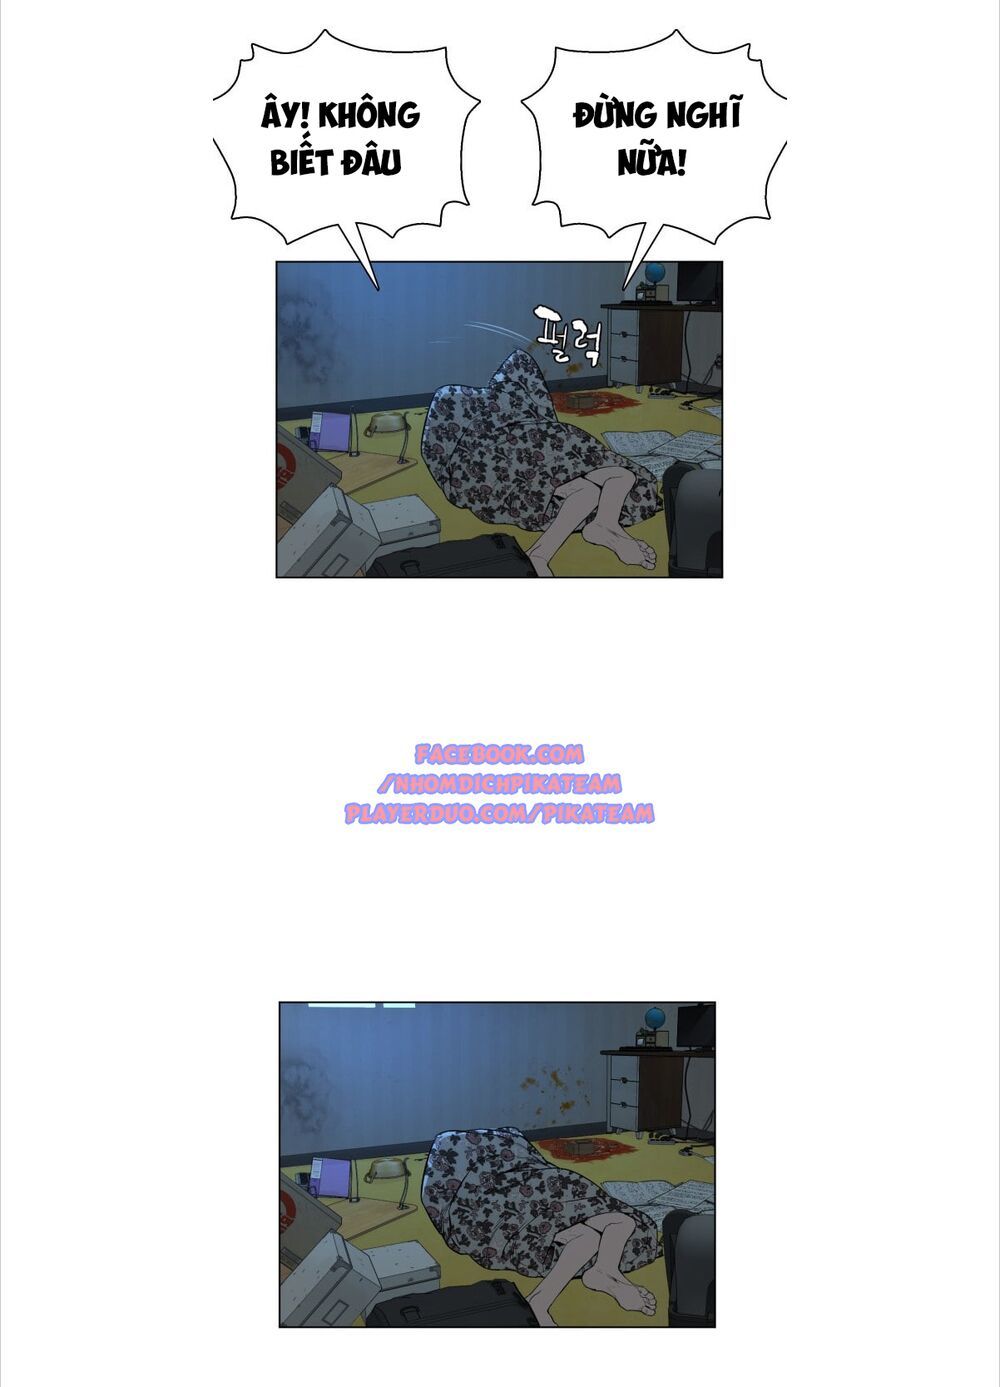 ÂY! KHÔNG
BIẾT ĐÂU
ĐỪNG NGHĨ
NỮA!
펄럭
FACEBOOK.COM
/NHOMDICHPIKATEAM
PLAYERDUO.COM/PIKATEAM